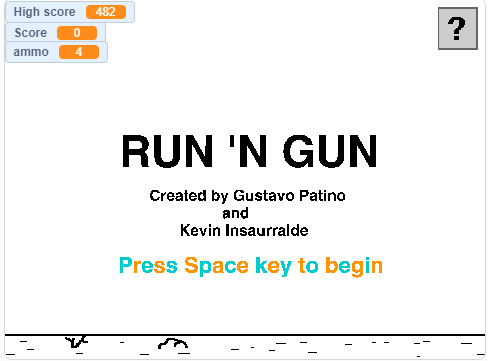 High score 482
Score 0
ammo 4
?
RUN 'N GUN
Created by Gustavo Patino
and
Kevin Insaurralde
Press Space key to begin